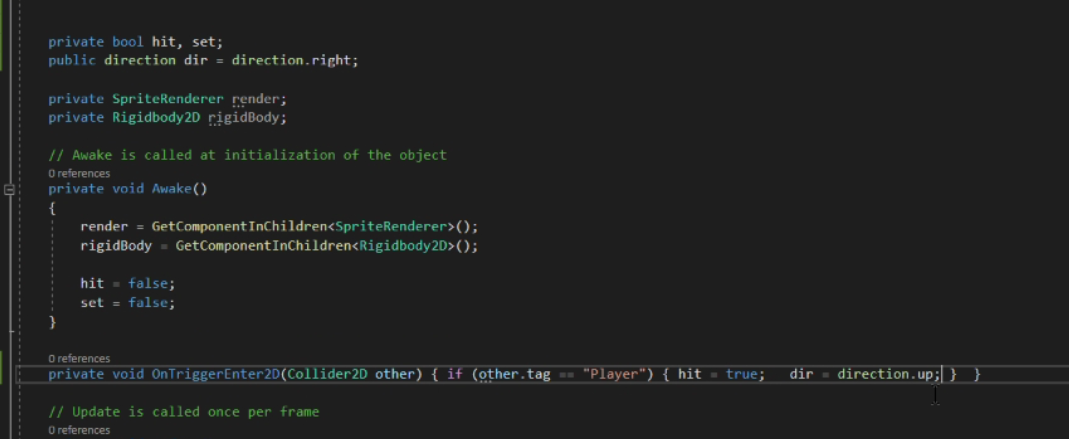 private bool hit, set;
public direction dir = direction.right;
private SpriteRenderer render;
private Rigidbody2D rigidBody;
// Awake is called at initialization of the object
0 references
private void Awake()
{
render = GetComponentInChildren<SpriteRenderer>();
rigidBody = GetComponentInChildren<Rigidbody2D>();
hit = false;
set = false;
}
0 references
private void OnTriggerEnter2D(Collider2D other) { if (other.tag == "Player") { hit = true;   dir = direction.up; }  }
// Update is called once per frame
0 references